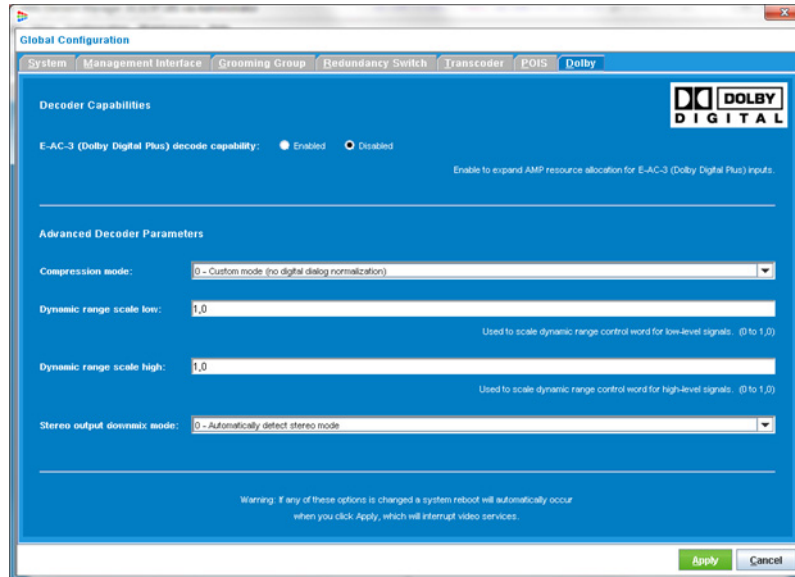 Global Configuration
System Management Interface Grooming Group Redundancy Switch Transcoder POIS Dolby
Decoder Capabilities
DOLBY
DIGITAL
E-AC-3 (Dolby Digital Plus) decode capability: Enabled Disabled
Enable to expand AMP resource allocation for E-AC-3 (Dolby Digital Plus) inputs.
Advanced Decoder Parameters
Compression mode: 0 - Custom mode (no digital dialog normalization)
Dynamic range scale low: 1,0
Used to scale dynamic range control word for low-level signals. (0 to 1,0)
Dynamic range scale high: 1,0
Used to scale dynamic range control word for high-level signals. (0 to 1,0)
Stereo output downmix mode: 0 - Automatically detect stereo mode
Warning: If any of these options is changed a system reboot will automatically occur
when you click Apply, which will interrupt video services.
Apply Cancel